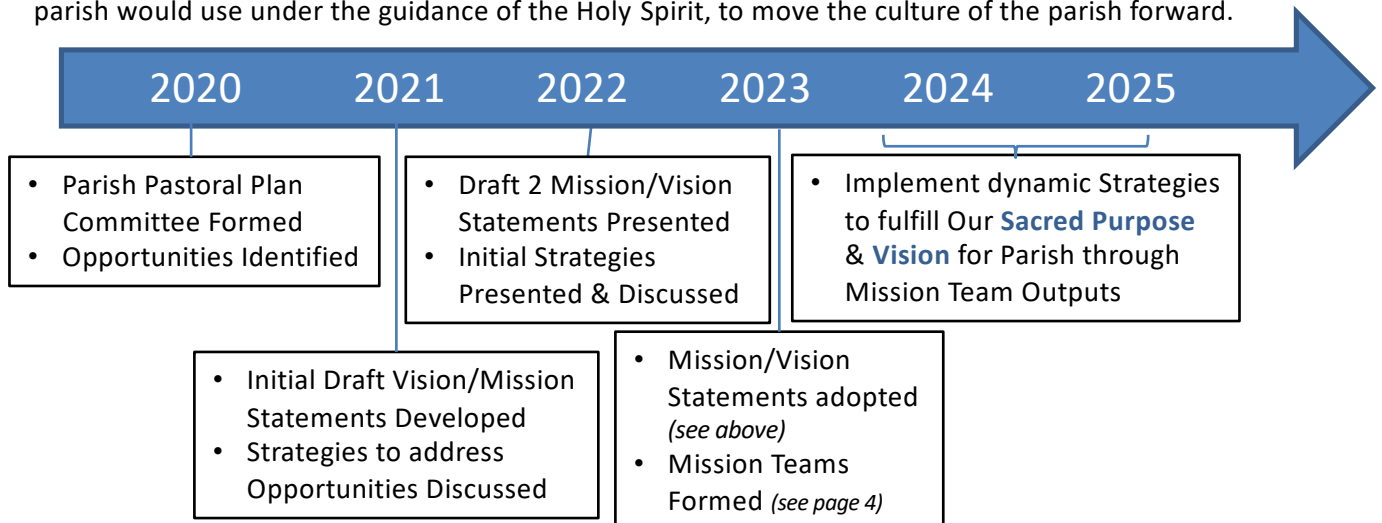 parish would use under the guidance of the Holy Spirit, to move the culture of the parish forward.
2020 2021 2022 2023 2024 2025
• Parish Pastoral Plan
Committee Formed
• Opportunities Identified
• Draft 2 Mission/Vision
Statements Presented
• Initial Strategies
Presented & Discussed
• Implement dynamic Strategies
to fulfill Our Sacred Purpose
& Vision for Parish through
Mission Team Outputs
• Initial Draft Vision/Mission
Statements Developed
• Strategies to address
Opportunities Discussed
• Mission/Vision
Statements adopted
(see above)
• Mission Teams
Formed (see page 4)